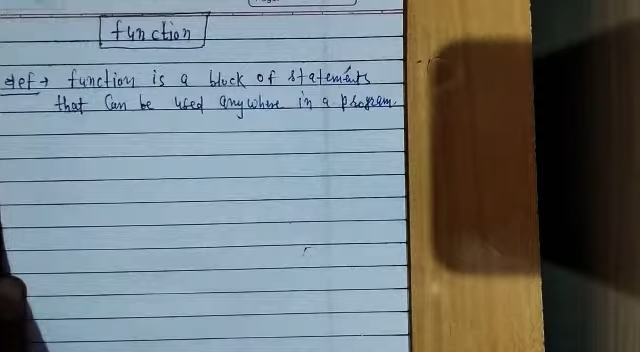 function
def → function is a block of statements
that can be used anywhere in a program.